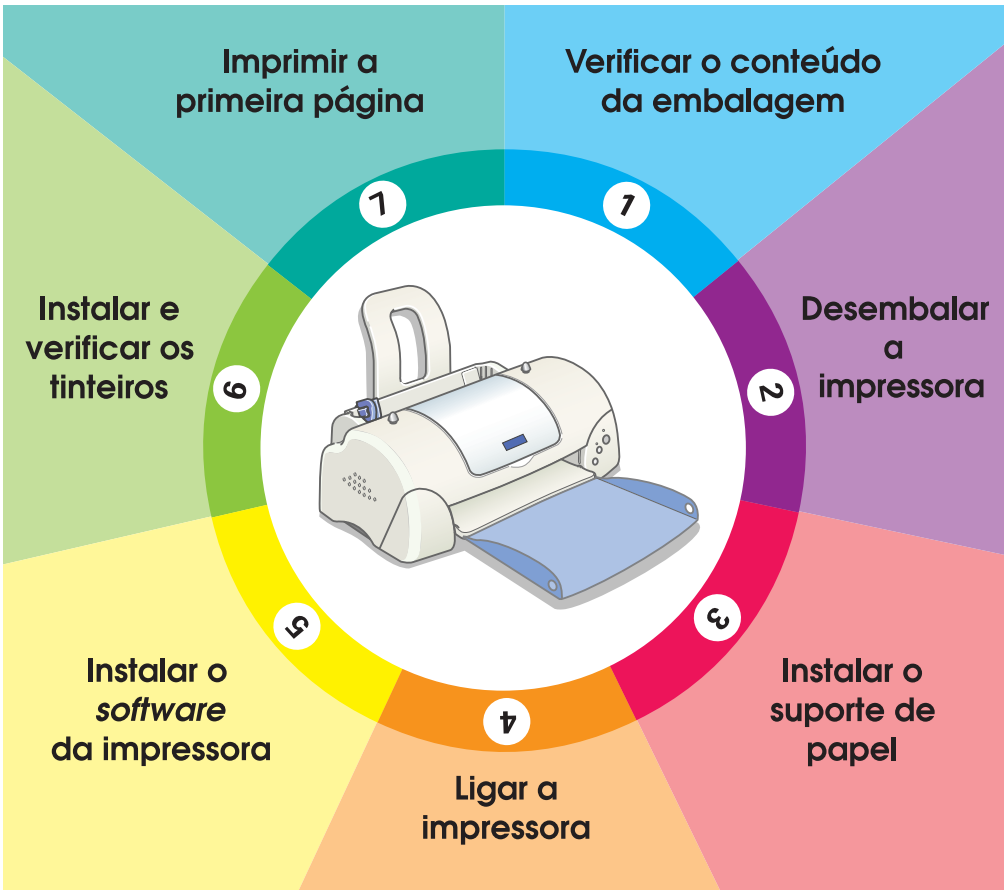 1
Verificar o conteúdo
da embalagem
2
Desembalar
a
impressora
3
Instalar o
suporte de
papel
4
Ligar a
impressora
5
Instalar o
software
da impressora
6
Instalar e
verificar os
tinteiros
7
Imprimir a
primeira página